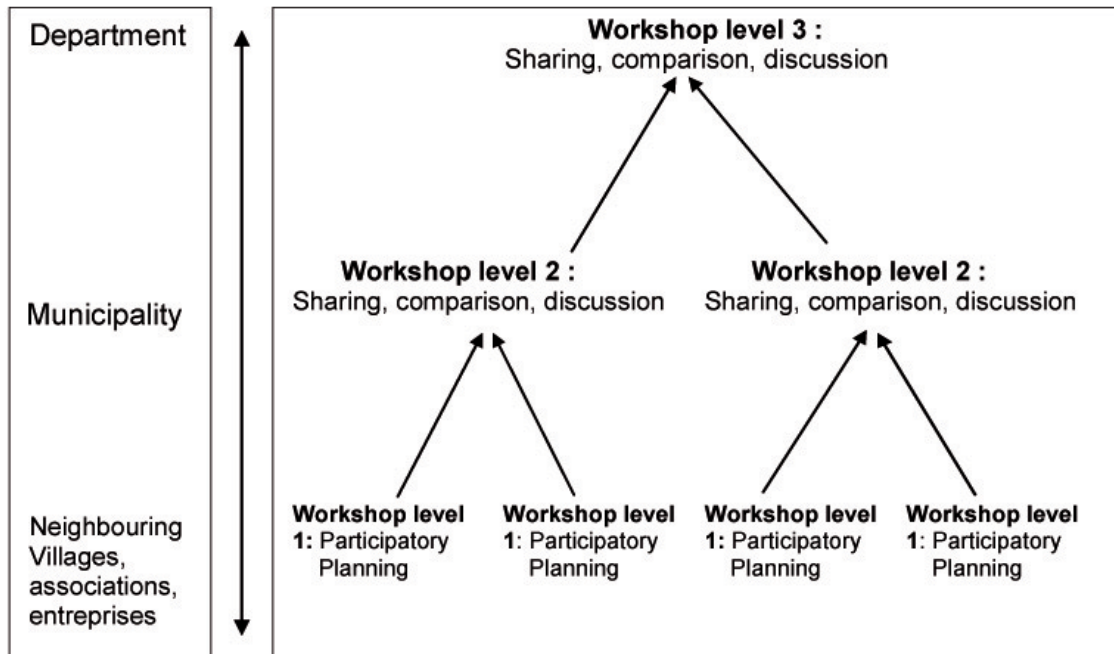 Department
Workshop level 3 :
Sharing, comparison, discussion
Municipality
Workshop level 2 :
Sharing, comparison, discussion
Workshop level 2 :
Sharing, comparison, discussion
Neighbouring
Villages,
associations,
entreprises
Workshop level
1: Participatory
Planning
Workshop level
1: Participatory
Planning
Workshop level
1: Participatory
Planning
Workshop level
1: Participatory
Planning